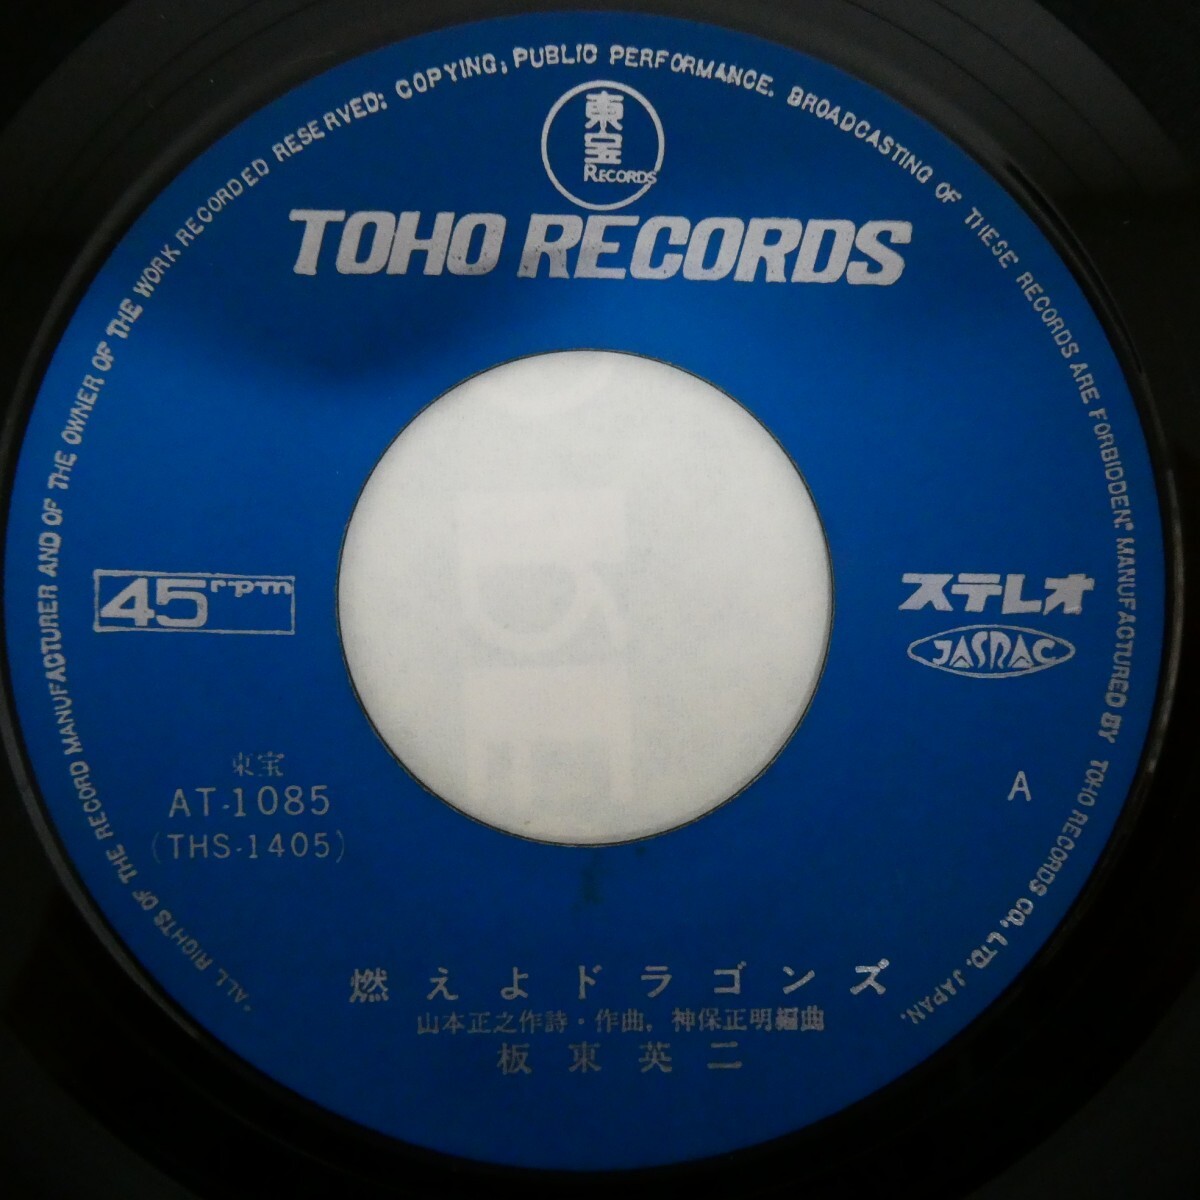 "ALL RIGHTS OF THE RECORD MANUFACTURER AND OF THE OWNER OF THE WORK RECORDED RESERVED; COPYING; PUBLIC PERFORMANCE, BROADCASTING OF THESE RECORDS ARE FORBIDDEN." MANUFACTURED BY TOHO RECORDS CO., LTD. JAPAN.
東宝
RECORDS
TOHO RECORDS
45rpm
ステレオ
JASRAC
東宝
AT-1085
(THS-1405)
A
燃えよドラゴンズ
山本正之作詩・作曲, 神保正明編曲
板東英二